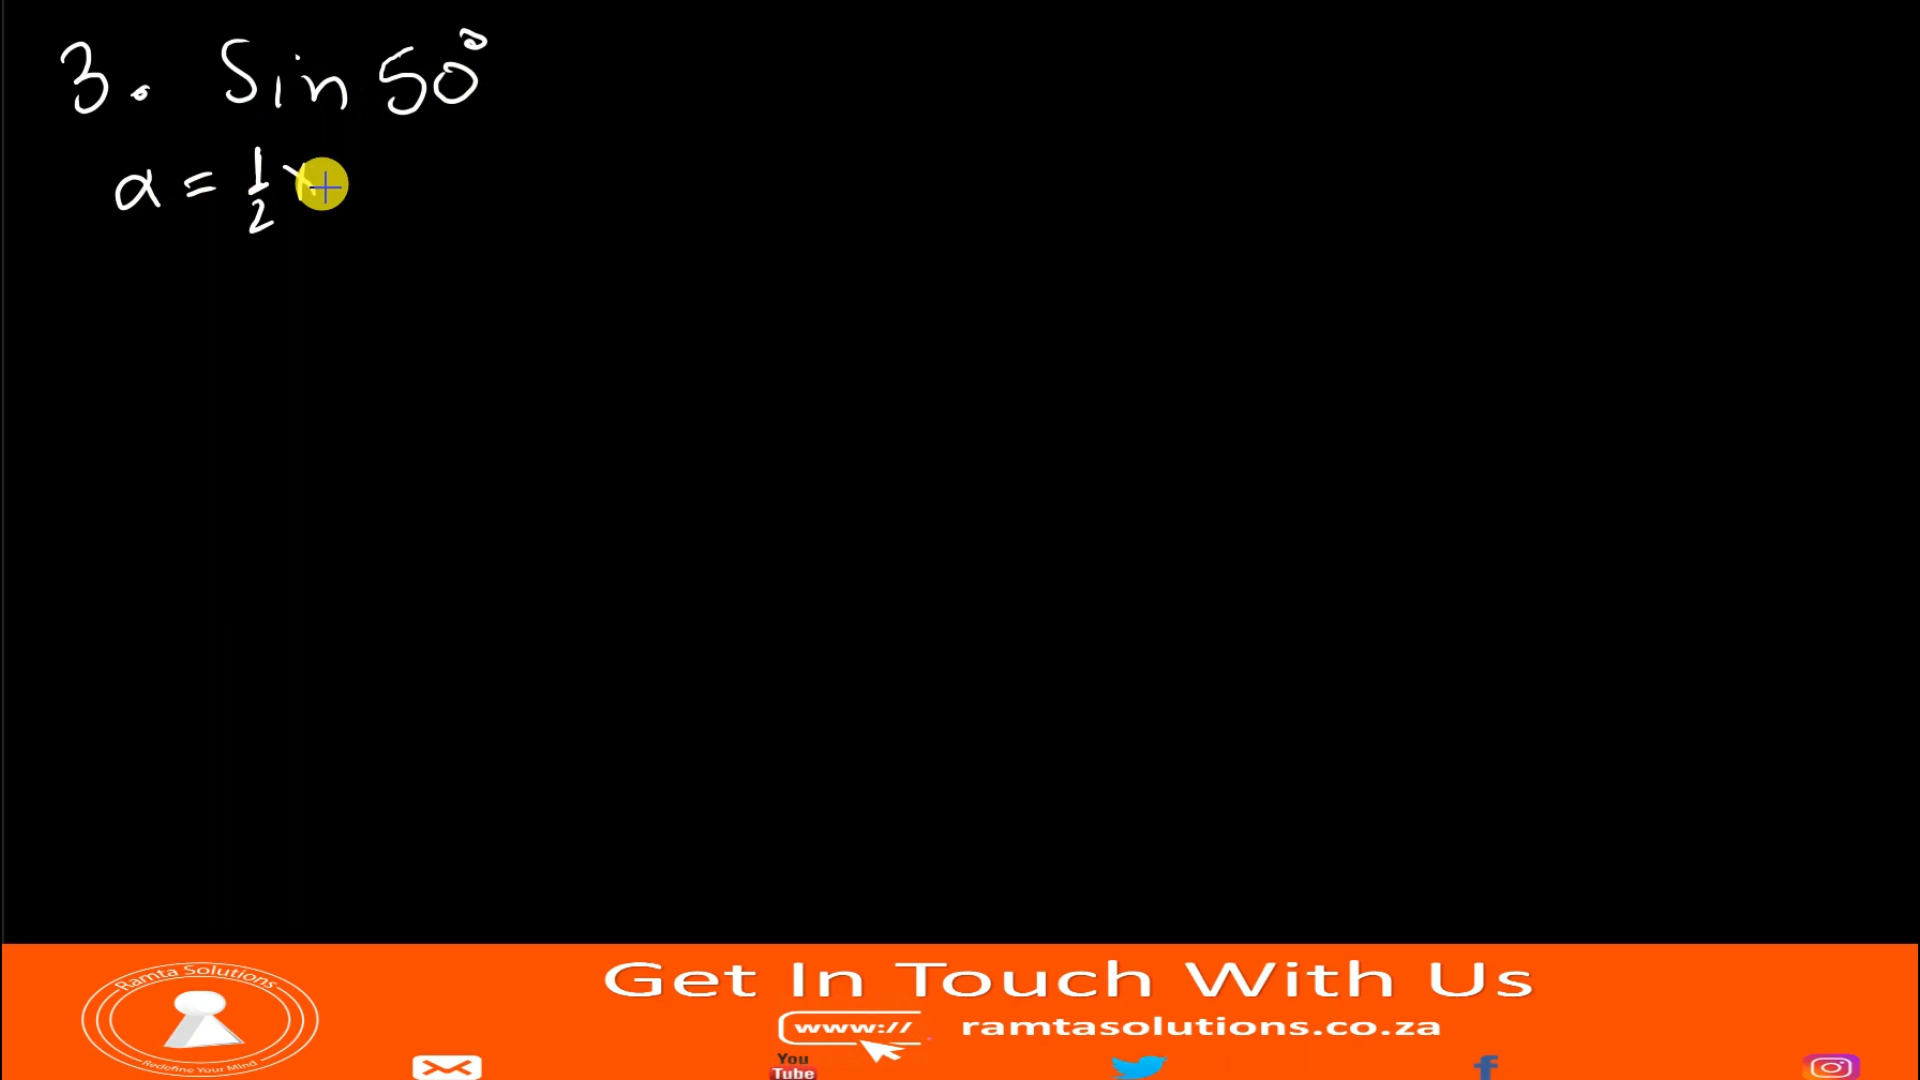 3. Sin 50°
a = 1/2 x
Get In Touch With Us
www://
ramtasolutions.co.za
Ramta Solutions
Redefine Your Mind
You
Tube
f